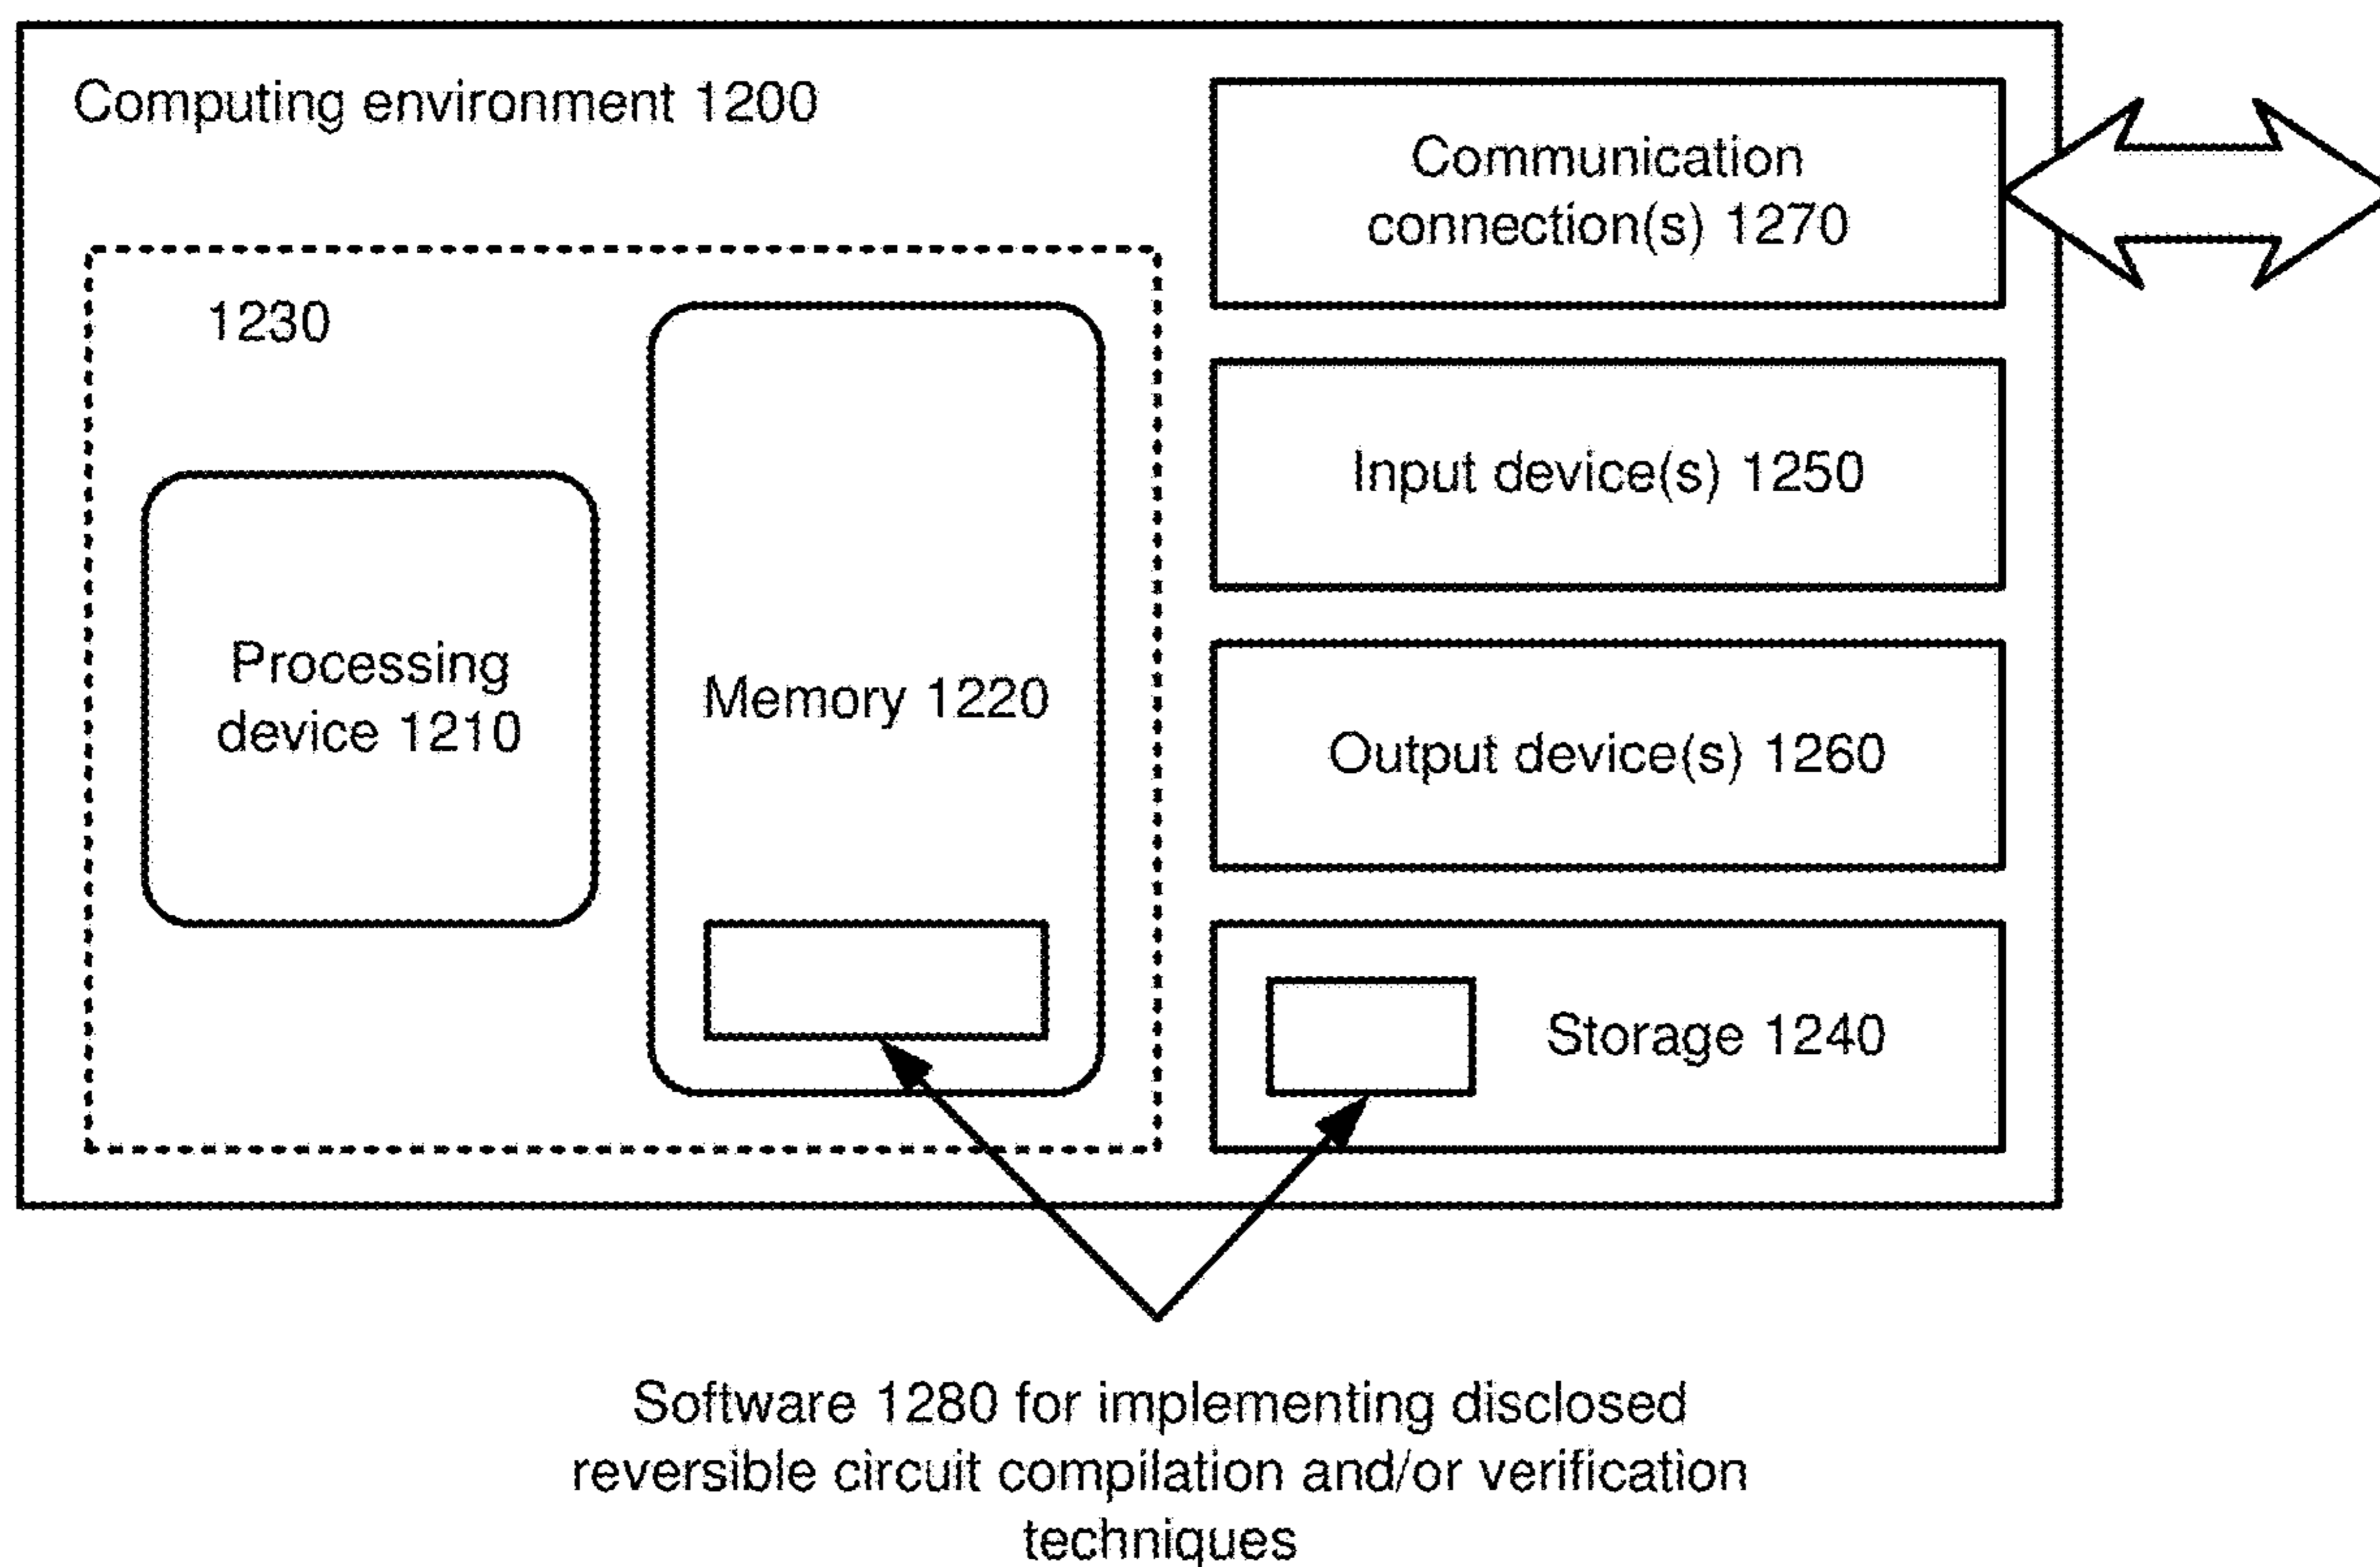 Computing environment 1200
1230
Processing
device 1210
Memory 1220
Communication
connection(s) 1270
Input device(s) 1250
Output device(s) 1260
Storage 1240
Software 1280 for implementing disclosed
reversible circuit compilation and/or verification
techniques